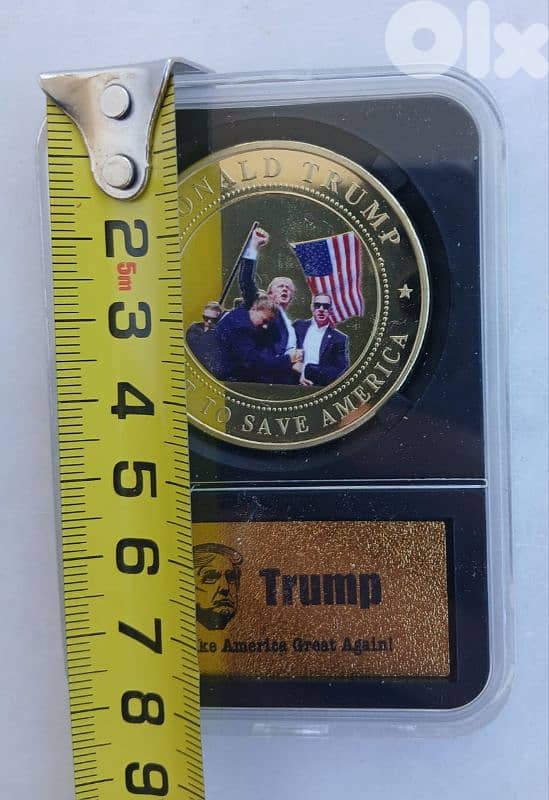 Olx
ONALD TRUMP
TO SAVE AMERICA
2
5m
3
4
5
6
7
8
9
Trump
ke America Great Again!